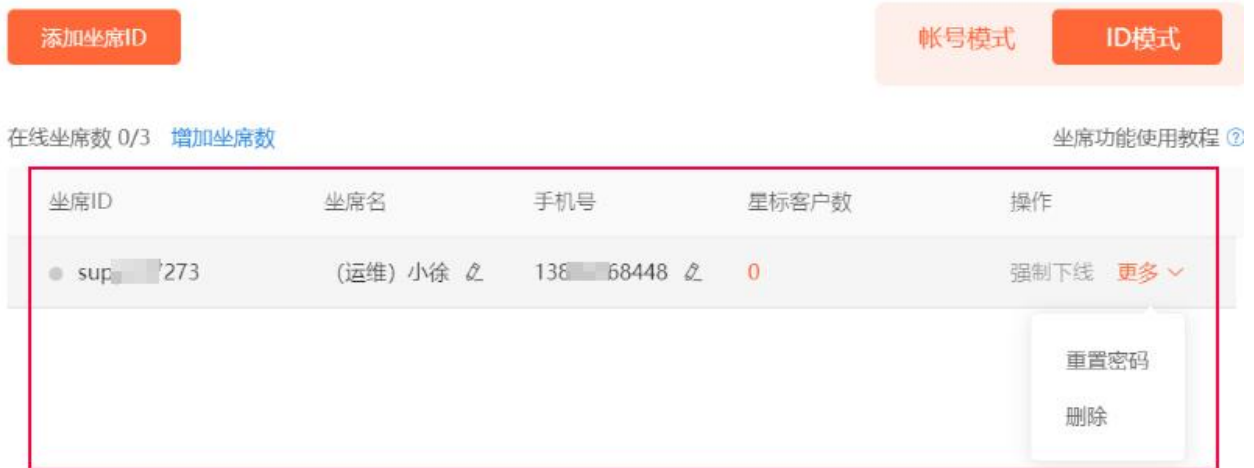 添加坐席ID
帐号模式 ID模式
在线坐席数 0/3 增加坐席数 坐席功能使用教程 ?
坐席ID 坐席名 手机号 星标客户数 操作
sup 7273 (运维) 小徐 138 68448 0 强制下线 更多
重置密码
删除